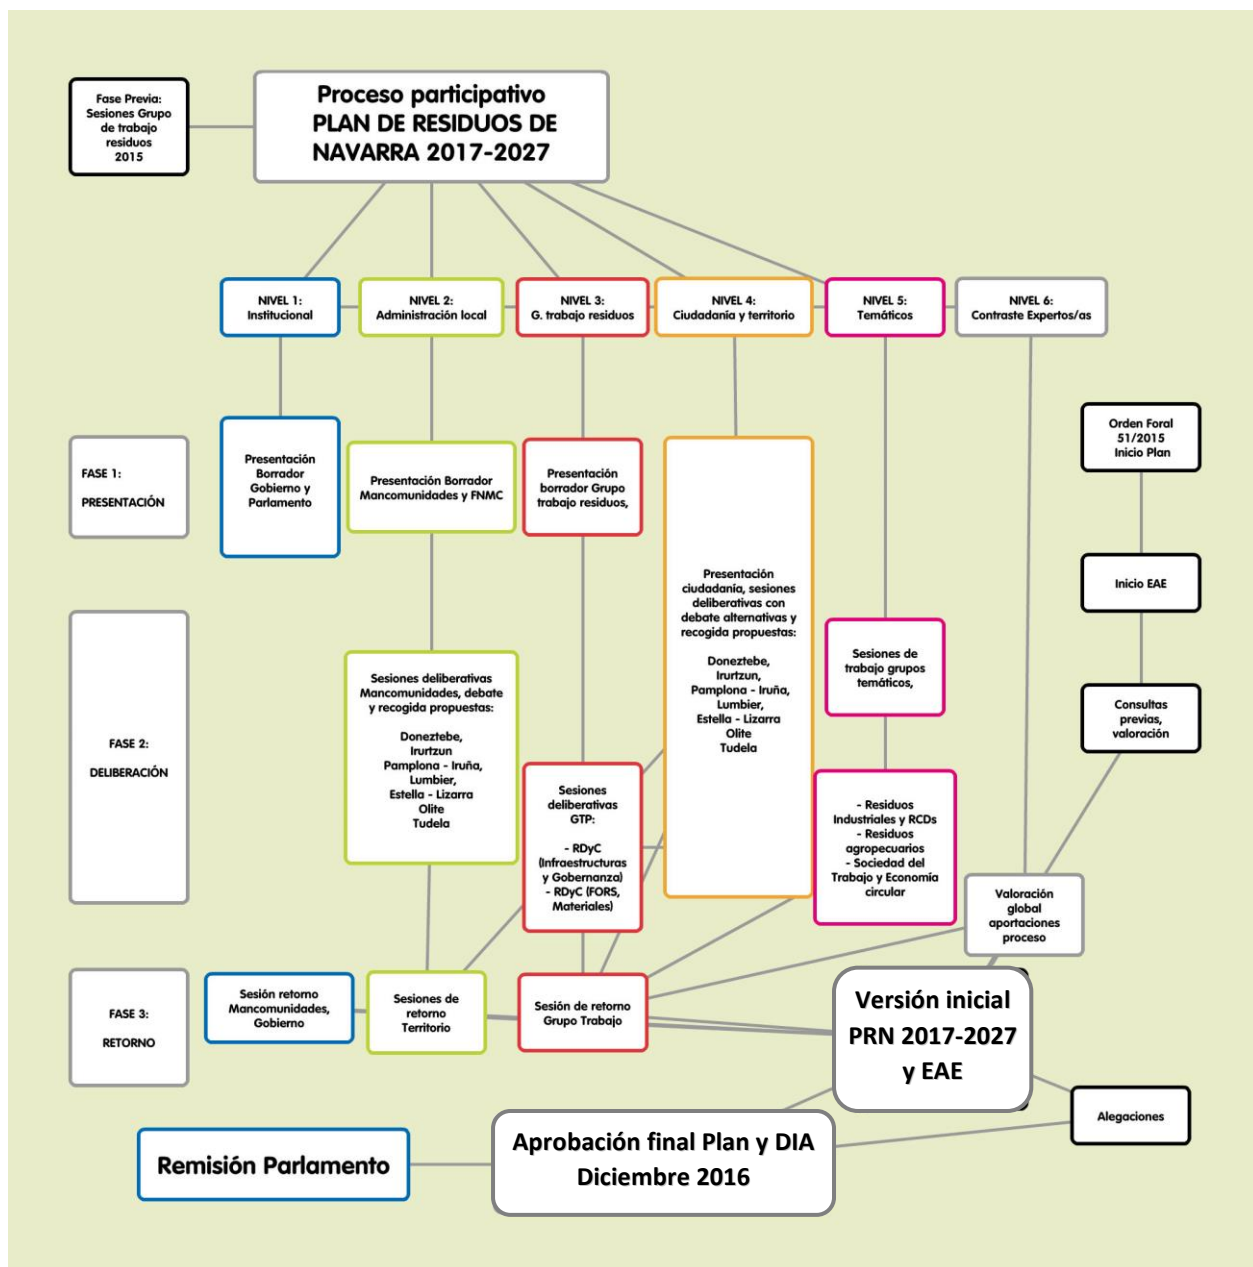 Fase Previa:
Sesiones Grupo
de trabajo
residuos
2015
Proceso participativo
PLAN DE RESIDUOS DE
NAVARRA 2017-2027
NIVEL 1:
Institucional
NIVEL 2:
Administración local
NIVEL 3:
G. trabajo residuos
NIVEL 4:
Ciudadanía y territorio
NIVEL 5:
Temáticos
NIVEL 6:
Contraste Expertos/as
FASE 1:
PRESENTACIÓN
Presentación
Borrador
Gobierno y
Parlamento
Presentación Borrador
Mancomunidades y FNMC
Presentación
borrador Grupo
trabajo residuos,
Orden Foral
51/2015
Inicio Plan
Inicio EAE
Consultas
previas,
valoración
FASE 2:
DELIBERACIÓN
Sesiones deliberativas
Mancomunidades, debate
y recogida propuestas:
Doneztebe,
Irurtzun
Pamplona - Iruña,
Lumbier,
Estella - Lizarra
Olite
Tudela
Sesiones
deliberativas
GTP:
- RDyC
(Infraestructuras
y Gobernanza)
- RDyC (FORS,
Materiales)
Presentación
ciudadanía, sesiones
deliberativas con
debate alternativas y
recogida propuestas:
Doneztebe,
Irurtzun,
Pamplona - Iruña,
Lumbier,
Estella - Lizarra
Olite
Tudela
Sesiones de
trabajo grupos
temáticos,
- Residuos
Industriales y RCDs
- Residuos
agropecuarios
- Sociedad del
Trabajo y Economía
circular
Valoración
global
aportaciones
proceso
FASE 3:
RETORNO
Sesión retorno
Mancomunidades,
Gobierno
Sesiones de
retorno
Territorio
Sesión de retorno
Grupo Trabajo
Versión inicial
PRN 2017-2027
y EAE
Alegaciones
Aprobación final Plan y DIA
Diciembre 2016
Remisión Parlamento